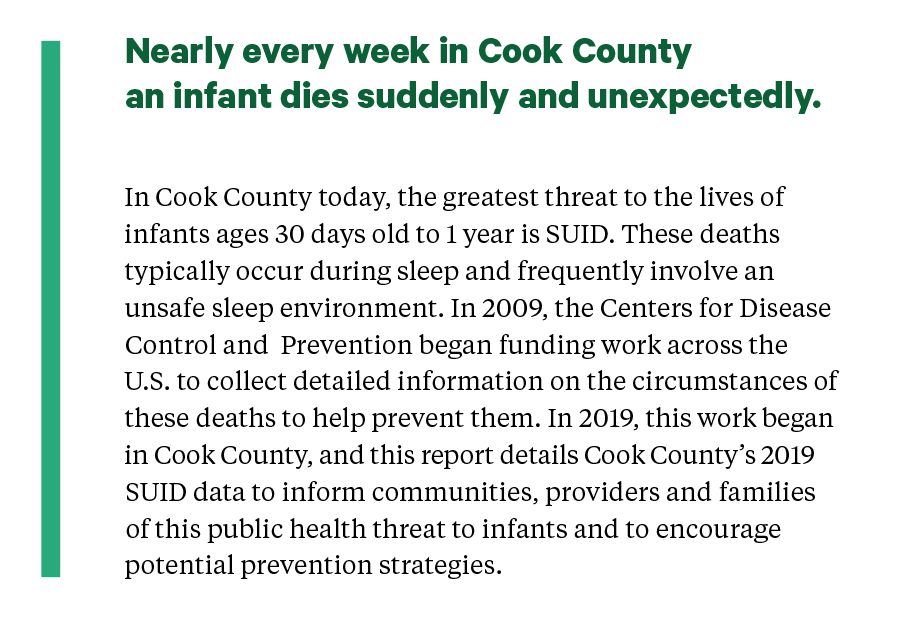 Nearly every week in Cook County
an infant dies suddenly and unexpectedly.
In Cook County today, the greatest threat to the lives of
infants ages 30 days old to 1 year is SUID. These deaths
typically occur during sleep and frequently involve an
unsafe sleep environment. In 2009, the Centers for Disease
Control and  Prevention began funding work across the
U.S. to collect detailed information on the circumstances of
these deaths to help prevent them. In 2019, this work began
in Cook County, and this report details Cook County’s 2019
SUID data to inform communities, providers and families
of this public health threat to infants and to encourage
potential prevention strategies.